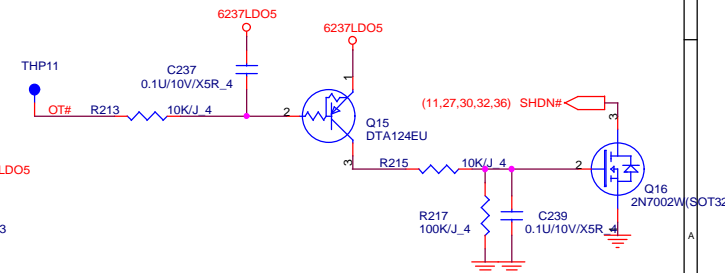 6237LDO5
6237LDO5
THP11
C237
0.1U/10V/X5R_4
1
(11,27,30,32,36) SHDN#
OT#
R213
10K/J_4
2
Q15
DTA124EU
3
3
LDO5
R215
10K/J_4
2
Q16
2N7002W(SOT32
R217
100K/J_4
C239
0.1U/10V/X5R_4
3
A